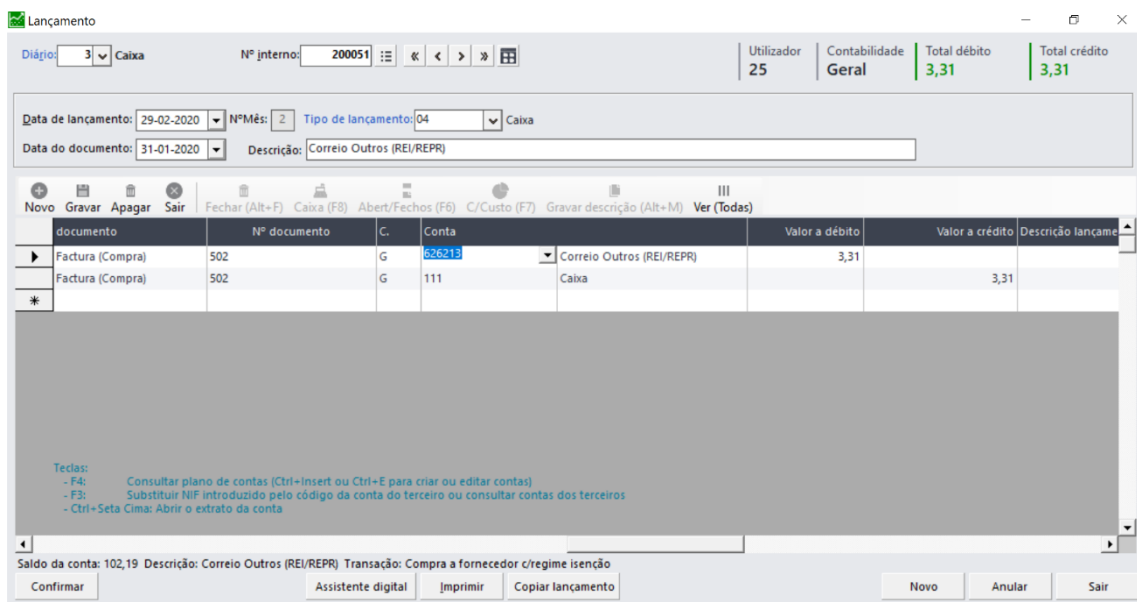 Lançamento
Diário: 3 Caixa Nº interno: 200051 Utilizador Contabilidade Total débito Total crédito
25 Geral 3,31 3,31
Data de lançamento: 29-02-2020 NºMês: 2 Tipo de lançamento: 04 Caixa
Data do documento: 31-01-2020 Descrição: Correio Outros (REI/REPR)
Novo Gravar Apagar Sair Fechar (Alt+F) Caixa (F8) Abert/Fechos (F6) C/Custo (F7) Gravar descrição (Alt+M) Ver (Todas)
documento Nº documento C. Conta Valor a débito Valor a crédito Descrição lançame
Factura (Compra) 502 G 626213 Correio Outros (REI/REPR) 3,31
Factura (Compra) 502 G 111 Caixa 3,31
Teclas:
- F4: Consultar plano de contas (Ctrl+Insert ou Ctrl+E para criar ou editar contas)
- F3: Substituir NIF introduzido pelo código da conta do terceiro ou consultar contas dos terceiros
- Ctrl+Seta Cima: Abrir o extrato da conta
Saldo da conta: 102,19 Descrição: Correio Outros (REI/REPR) Transação: Compra a fornecedor c/regime isenção
Confirmar Assistente digital Imprimir Copiar lançamento Novo Anular Sair